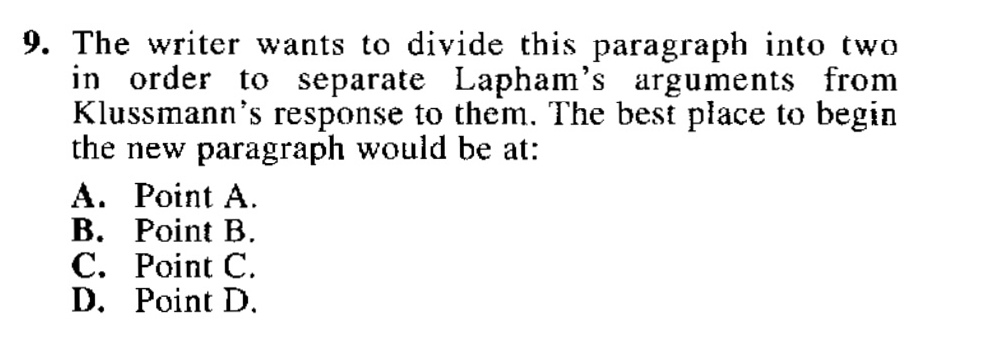 9. The writer wants to divide this paragraph into two
in order to separate Lapham's arguments from
Klussmann's response to them. The best place to begin
the new paragraph would be at:
A. Point A.
B. Point B.
C. Point C.
D. Point D.